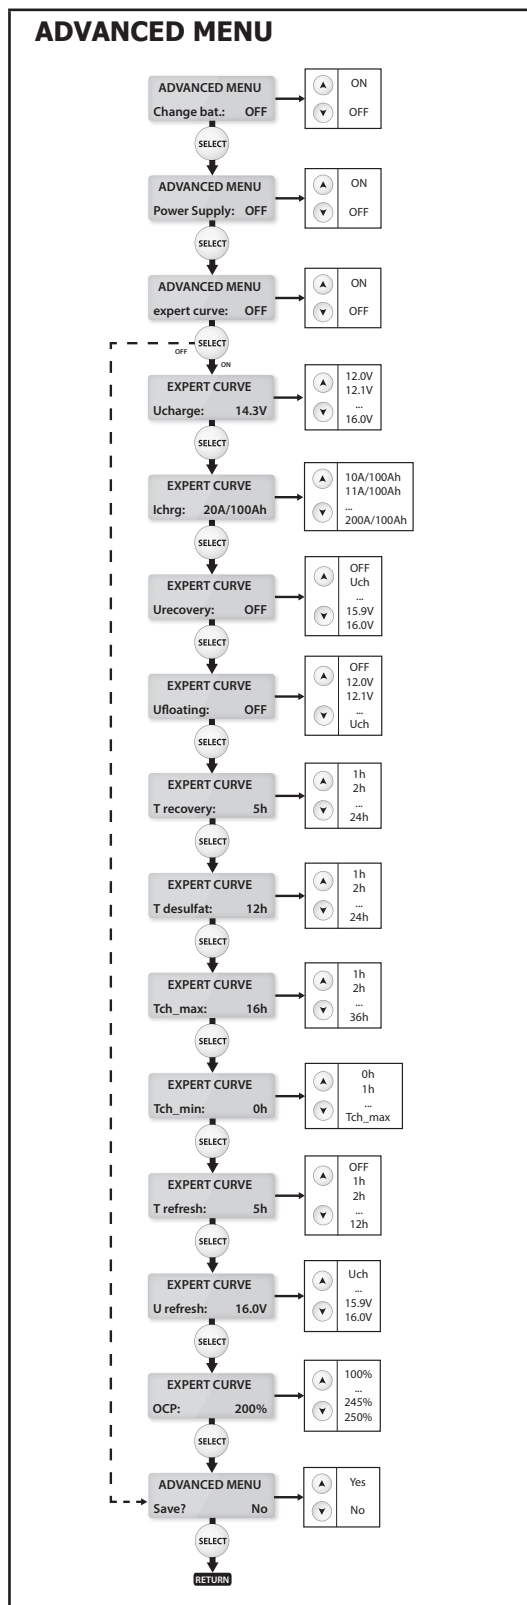 ADVANCED MENU
ADVANCED MENU
Change bat.: OFF
ON
OFF
SELECT
ADVANCED MENU
Power Supply: OFF
ON
OFF
SELECT
ADVANCED MENU
expert curve: OFF
ON
OFF
SELECT
OFF
ON
EXPERT CURVE
Ucharge: 14.3V
12.0V
12.1V
...
16.0V
SELECT
EXPERT CURVE
Ichrg: 20A/100Ah
10A/100Ah
11A/100Ah
...
200A/100Ah
SELECT
EXPERT CURVE
Urecovery: OFF
OFF
Uch
...
15.9V
16.0V
SELECT
EXPERT CURVE
Ufloating: OFF
OFF
12.0V
12.1V
...
Uch
SELECT
EXPERT CURVE
T recovery: 5h
1h
2h
...
24h
SELECT
EXPERT CURVE
T desulfat: 12h
1h
2h
...
24h
SELECT
EXPERT CURVE
Tch_max: 16h
1h
2h
...
36h
SELECT
EXPERT CURVE
Tch_min: 0h
0h
1h
...
Tch_max
SELECT
EXPERT CURVE
T refresh: 5h
OFF
1h
2h
...
12h
SELECT
EXPERT CURVE
U refresh: 16.0V
Uch
...
15.9V
16.0V
SELECT
EXPERT CURVE
OCP: 200%
100%
...
245%
250%
SELECT
ADVANCED MENU
Save? No
Yes
No
SELECT
RETURN